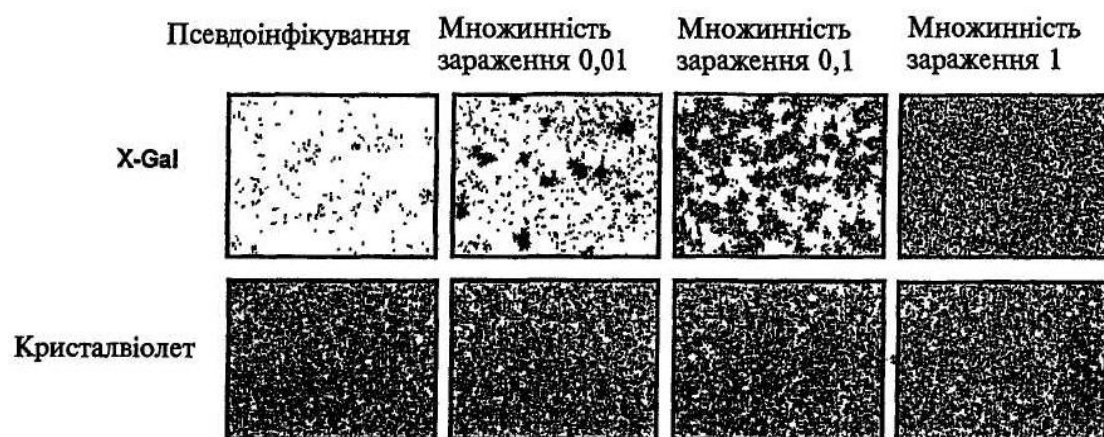 Псевдоінфікування
Множинність
зараження 0,01
Множинність
зараження 0,1
Множинність
зараження 1
X-Gal
Кристалвіолет